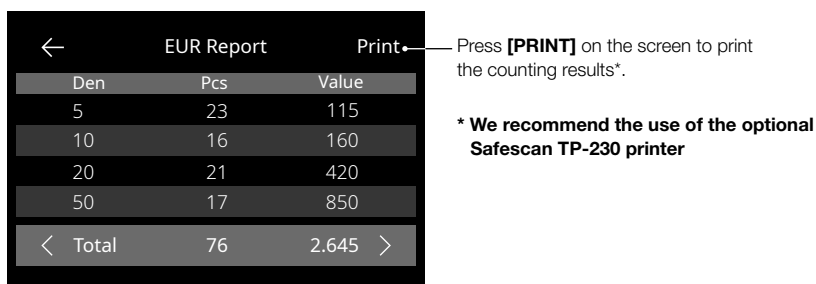 EUR Report Print
Den Pcs Value
5 23 115
10 16 160
20 21 420
50 17 850
Total 76 2.645
Press [PRINT] on the screen to print
the counting results*.
* We recommend the use of the optional
Safescan TP-230 printer